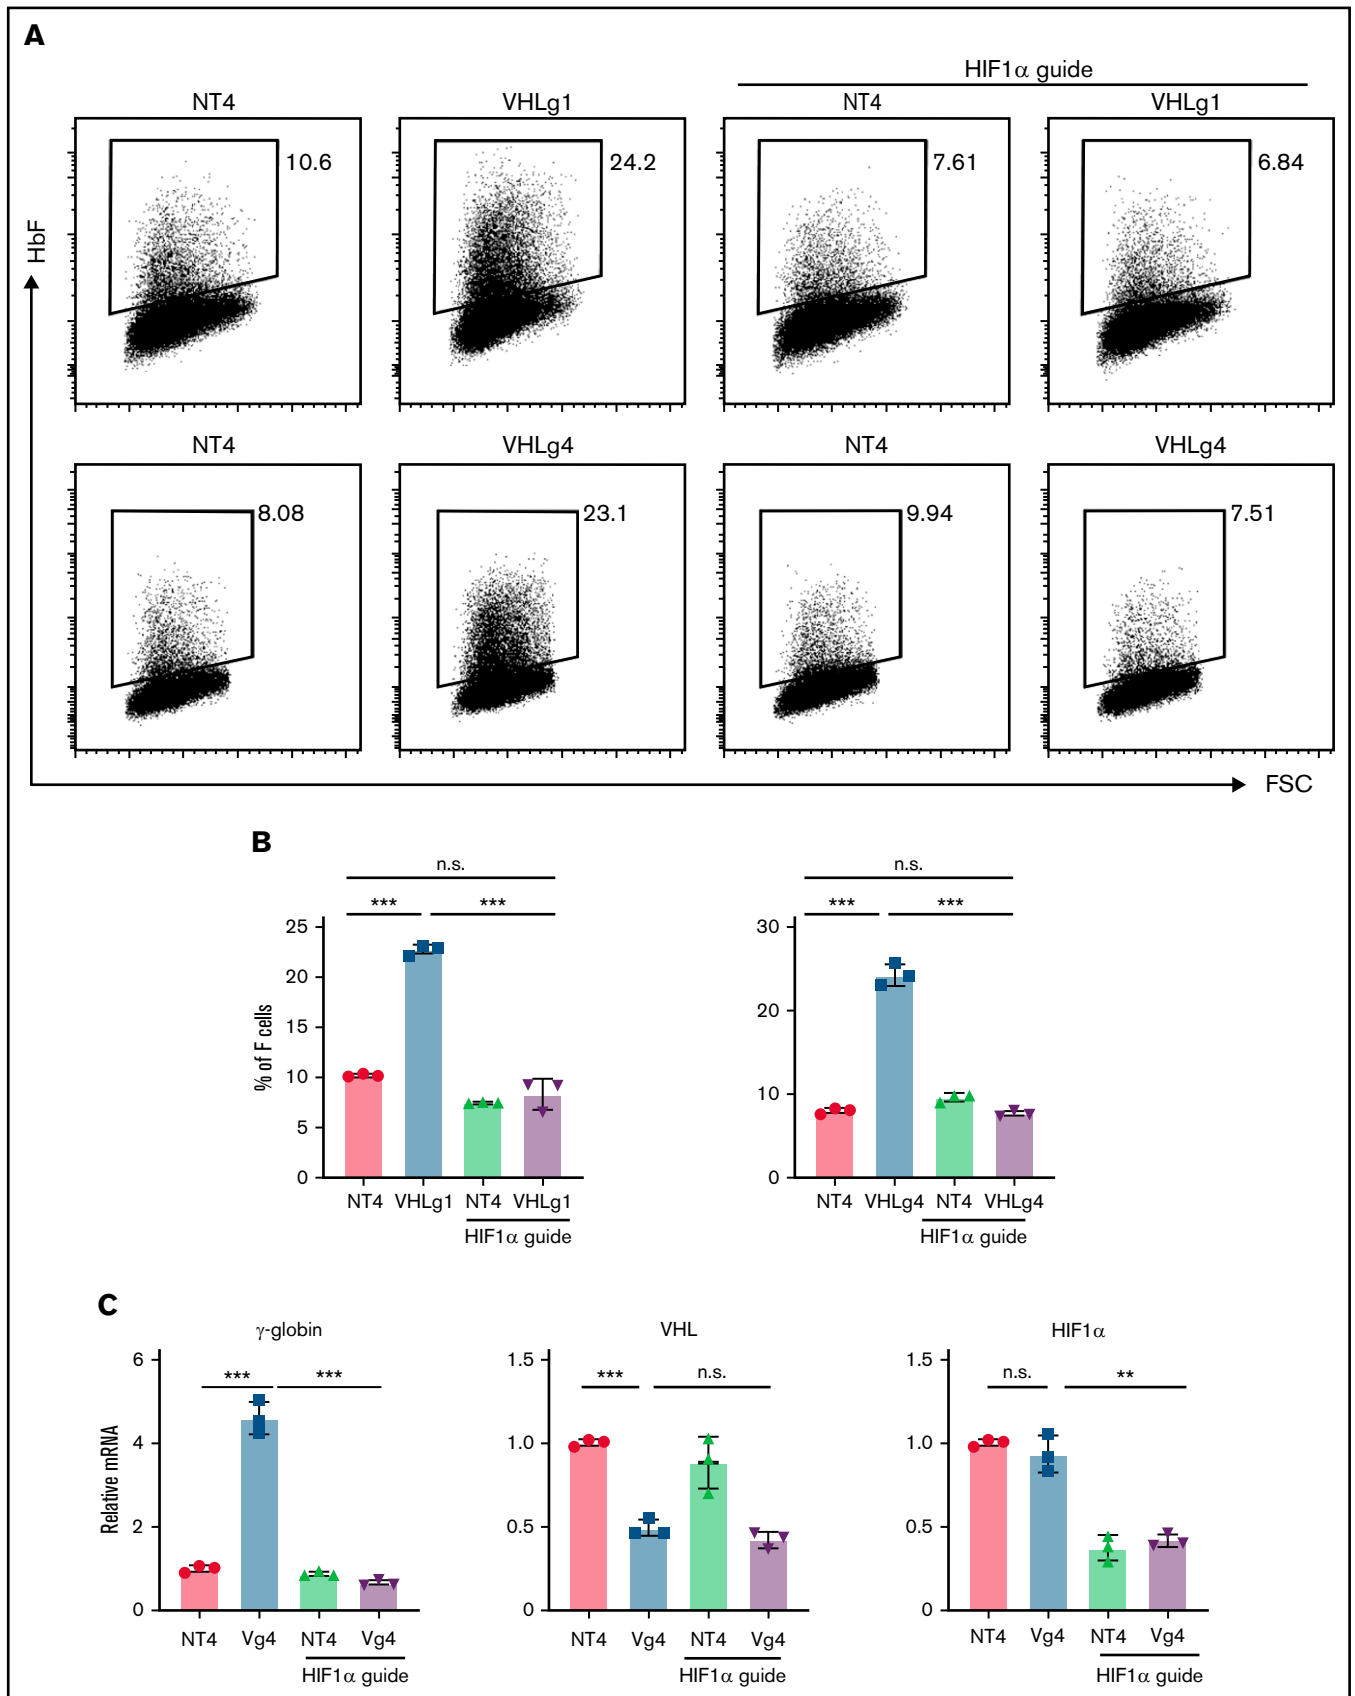 A
HIF1α guide
NT4
VHLg1
NT4
VHLg1
10.6
24.2
7.61
6.84
HbF
NT4
VHLg4
NT4
VHLg4
8.08
23.1
9.94
7.51
FSC
B
n.s.
*** ***
% of F cells
25
20
15
10
5
0
NT4 VHLg1 NT4 VHLg1
HIF1α guide
n.s.
*** ***
30
20
10
0
NT4 VHLg4 NT4 VHLg4
HIF1α guide
C
γ-globin
Relative mRNA
6
4
2
0
*** ***
NT4 Vg4 NT4 Vg4
HIF1α guide
VHL
1.5
1.0
0.5
0
*** n.s.
NT4 Vg4 NT4 Vg4
HIF1α guide
HIF1α
1.5
1.0
0.5
0
n.s. **
NT4 Vg4 NT4 Vg4
HIF1α guide